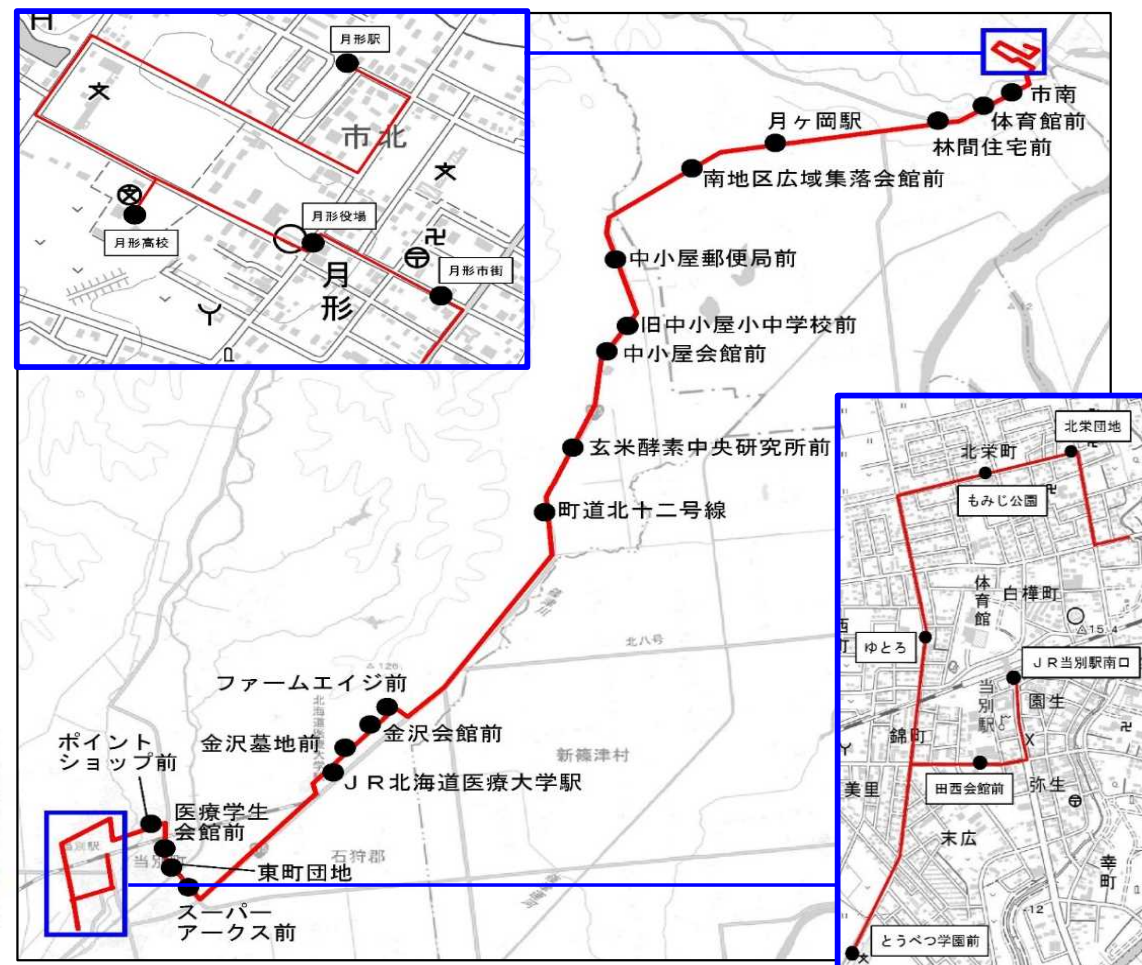 月形駅
市北
月形高校
月形役場
月形
月形市街
市南
体育館前
林間住宅前
月ヶ岡駅
南地区広域集落会館前
中小屋郵便局前
旧中小屋小中学校前
中小屋会館前
玄米酵素中央研究所前
町道北十二号線
北八号
ファームエイジ前
金沢会館前
金沢墓地前
JR北海道医療大学駅
新篠津村
ポイント
ショップ前
医療学生
会館前
東町団地
スーパー
アークス前
当別町
石狩郡
北栄団地
北栄町
もみじ公園
体育館
白樺町
15.4
ゆとろ
JR当別駅南口
当別駅
園生
錦町
田西会館前
弥生
美里
末広
幸町
12
とうべつ学園前